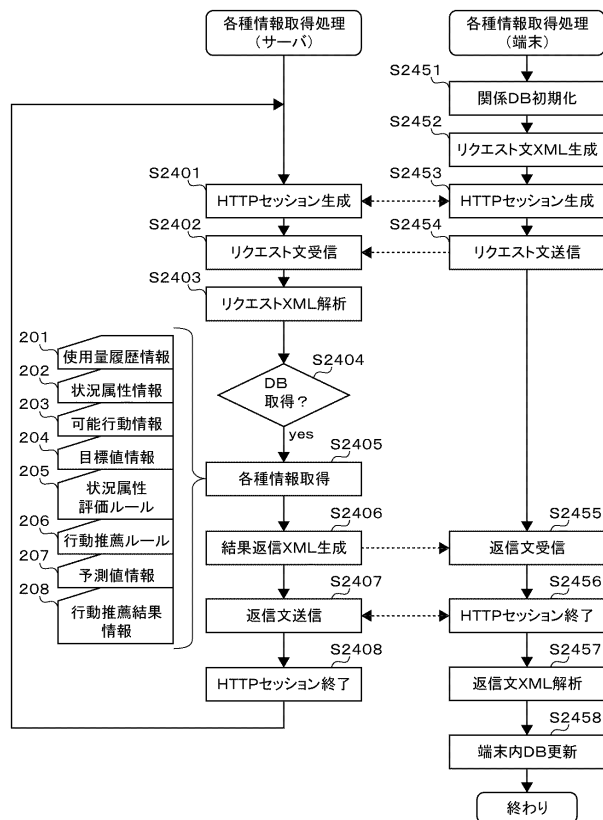 各種情報取得処理
(サーバ)
各種情報取得処理
(端末)
S2451
関係DB初期化
S2452
リクエスト文XML生成
S2401
HTTPセッション生成
S2453
HTTPセッション生成
S2402
リクエスト文受信
S2454
リクエスト文送信
S2403
リクエストXML解析
S2404
DB
取得?
yes
201
使用量履歴情報
202
状況属性情報
203
可能行動情報
204
目標値情報
205
状況属性
評価ルール
206
行動推薦ルール
207
予測値情報
208
行動推薦結果
情報
S2405
各種情報取得
S2406
結果返信XML生成
S2455
返信文受信
S2407
返信文送信
S2456
HTTPセッション終了
S2408
HTTPセッション終了
S2457
返信文XML解析
S2458
端末内DB更新
終わり